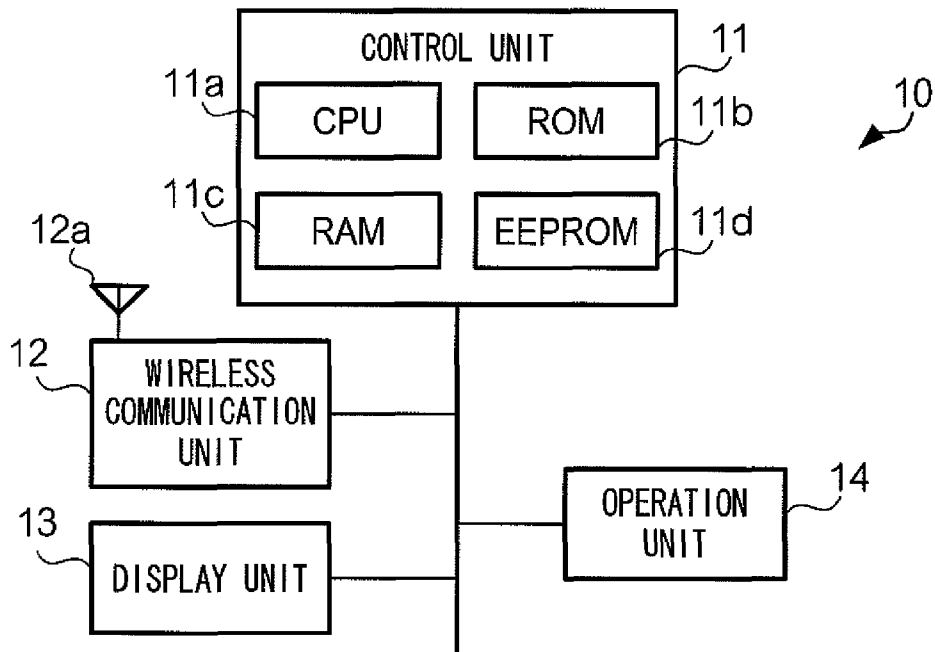 CONTROL UNIT
11
11a
CPU
ROM
11b
10
11c
RAM
EEPROM
11d
12a
12
WIRELESS
COMMUNICATION
UNIT
13
DISPLAY UNIT
OPERATION
UNIT
14